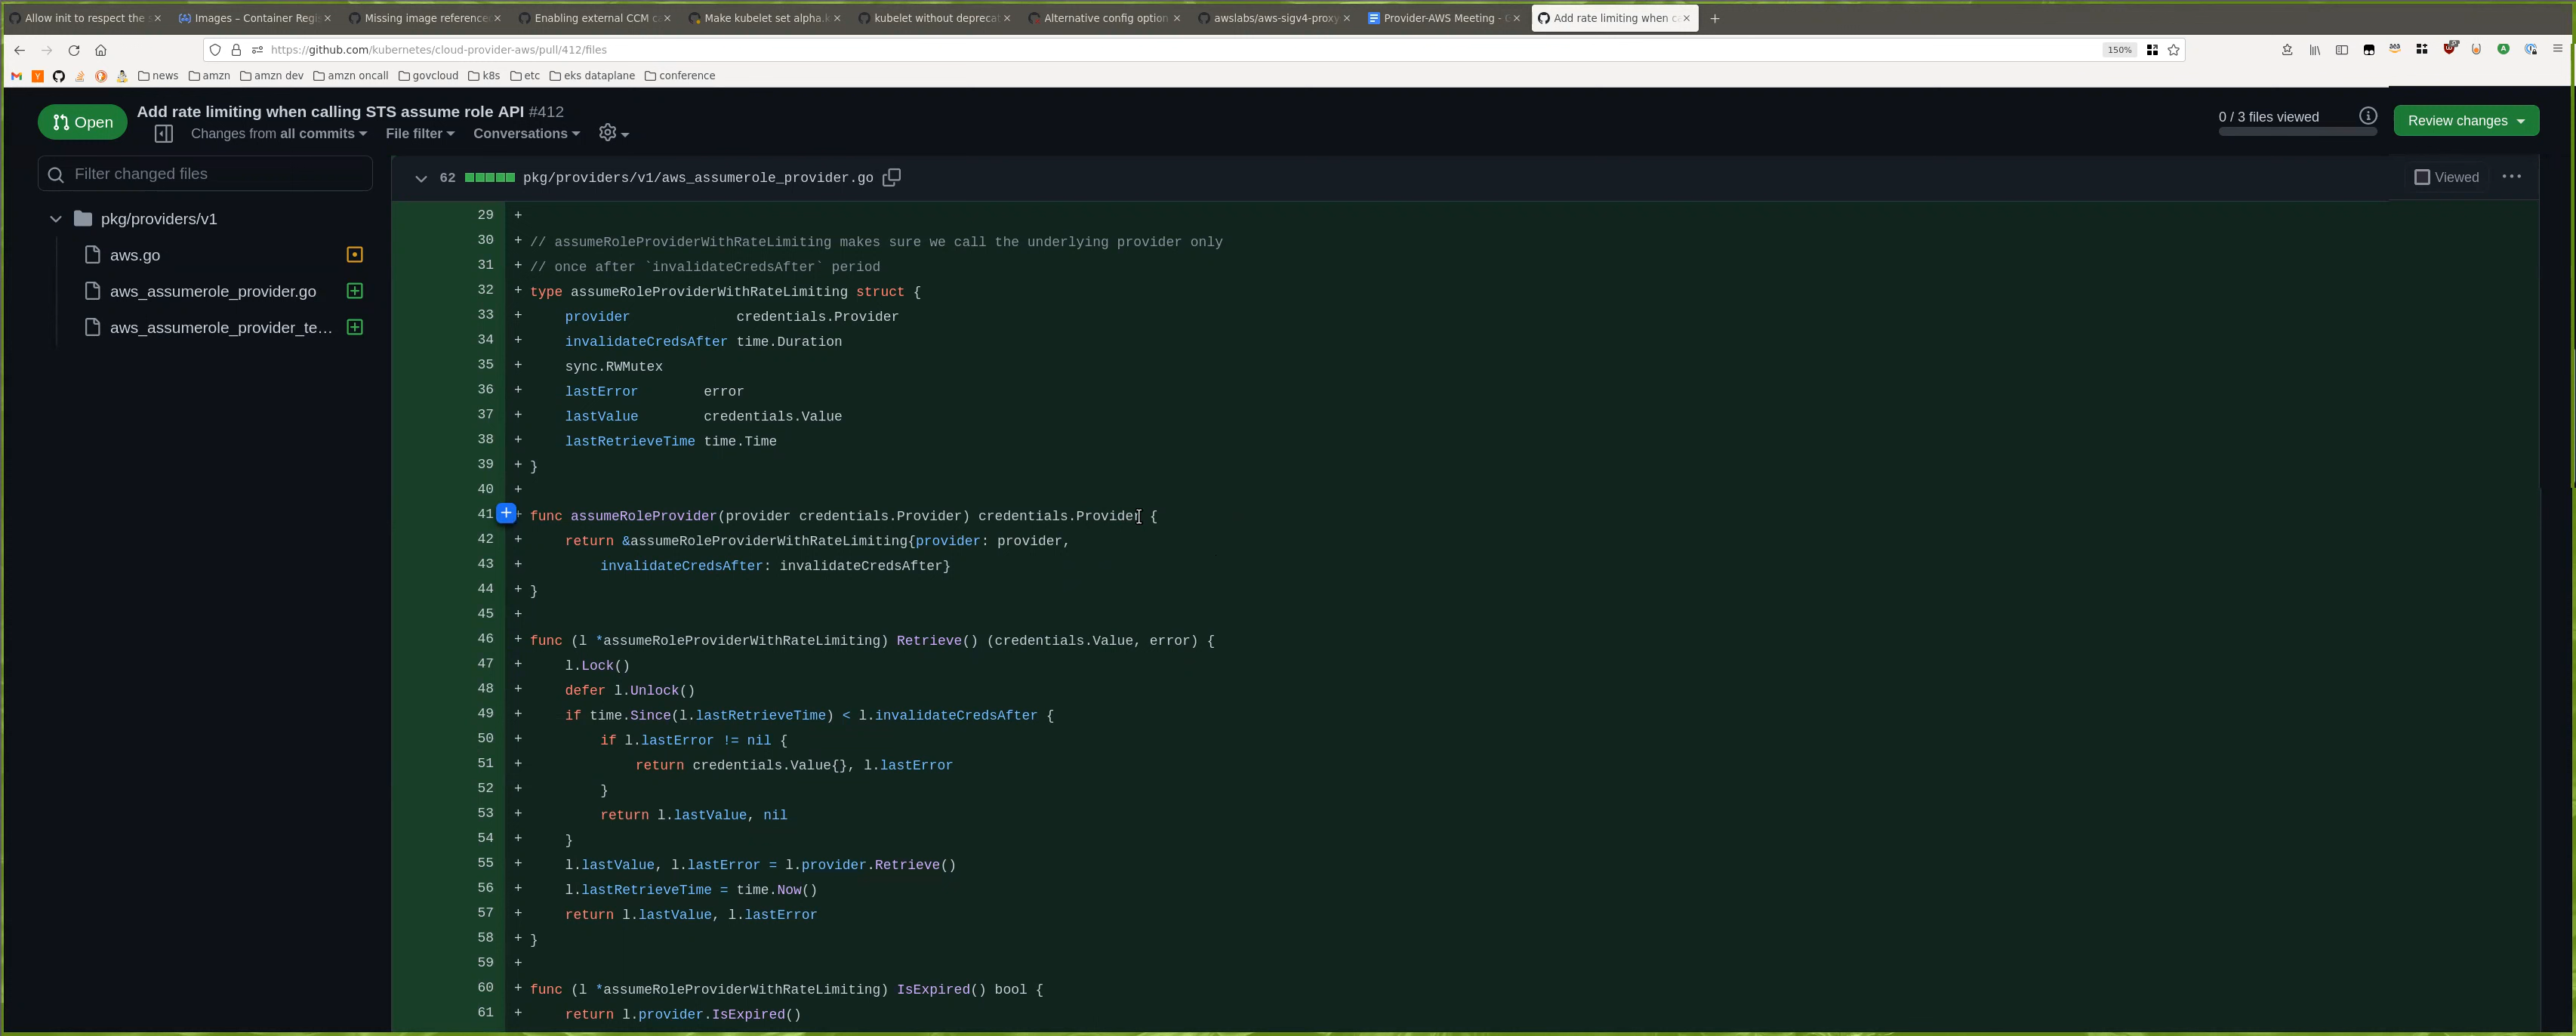 Allow init to respect the s
Images – Container Regis
Missing image reference
Enabling external CCM c
Make kubelet set alpha.k
kubelet without deprecat
Alternative config option
awslabs/aws-sigv4-proxy
Provider-AWS Meeting -
Add rate limiting when c
https://github.com/kubernetes/cloud-provider-aws/pull/412/files
150%
news
amzn
amzn dev
amzn oncall
govcloud
k8s
etc
eks dataplane
conference
Open
Add rate limiting when calling STS assume role API #412
Changes from all commits
File filter
Conversations
0 / 3 files viewed
Review changes
Filter changed files
pkg/providers/v1
aws.go
aws_assumerole_provider.go
aws_assumerole_provider_te…
62 pkg/providers/v1/aws_assumerole_provider.go
Viewed
29 +
30 + // assumeRoleProviderWithRateLimiting makes sure we call the underlying provider only
31 + // once after `invalidateCredsAfter` period
32 + type assumeRoleProviderWithRateLimiting struct {
33 + provider credentials.Provider
34 + invalidateCredsAfter time.Duration
35 + sync.RWMutex
36 + lastError error
37 + lastValue credentials.Value
38 + lastRetrieveTime time.Time
39 + }
40 +
41 + func assumeRoleProvider(provider credentials.Provider) credentials.Provider {
42 + return &assumeRoleProviderWithRateLimiting{provider: provider,
43 + invalidateCredsAfter: invalidateCredsAfter}
44 + }
45 +
46 + func (l *assumeRoleProviderWithRateLimiting) Retrieve() (credentials.Value, error) {
47 + l.Lock()
48 + defer l.Unlock()
49 + if time.Since(l.lastRetrieveTime) < l.invalidateCredsAfter {
50 + if l.lastError != nil {
51 + return credentials.Value{}, l.lastError
52 + }
53 + return l.lastValue, nil
54 + }
55 + l.lastValue, l.lastError = l.provider.Retrieve()
56 + l.lastRetrieveTime = time.Now()
57 + return l.lastValue, l.lastError
58 + }
59 +
60 + func (l *assumeRoleProviderWithRateLimiting) IsExpired() bool {
61 + return l.provider.IsExpired()